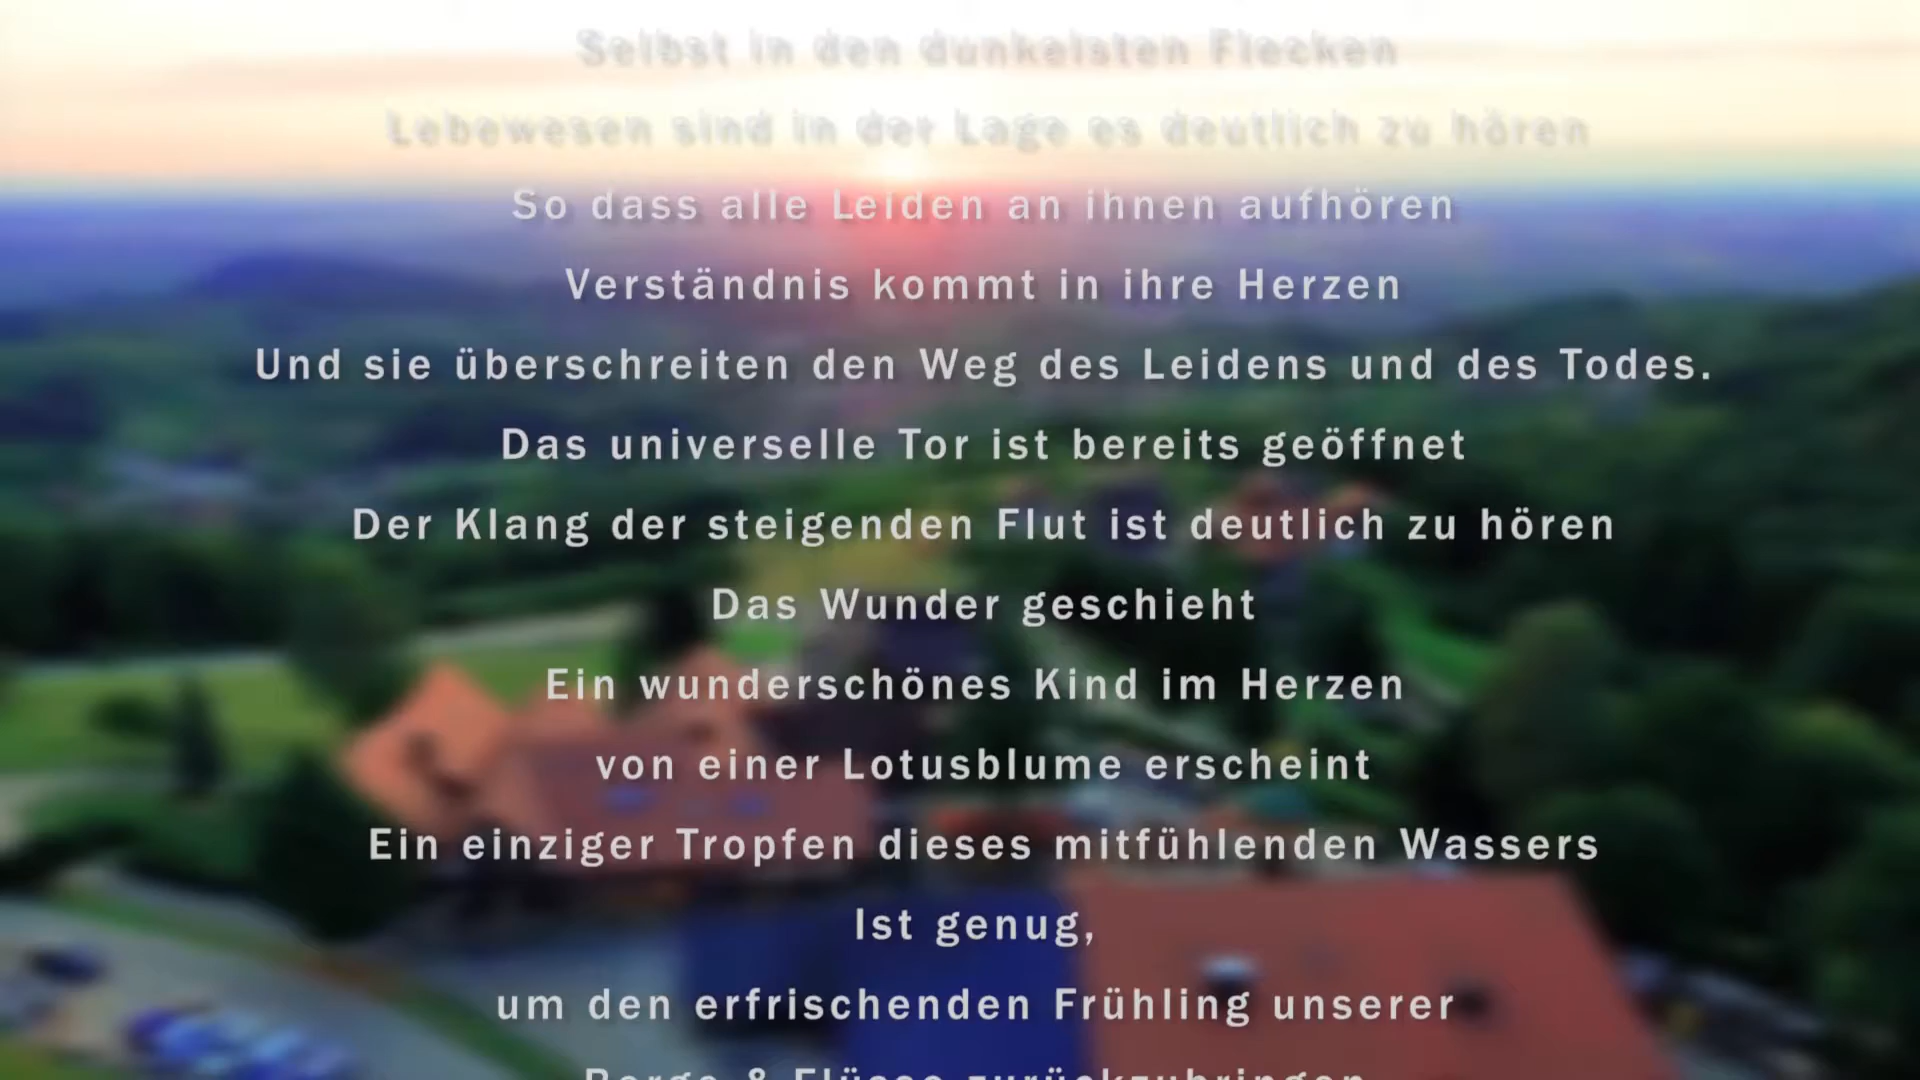 Selbst in den dunkelsten Flecken
Lebewesen sind in der Lage es deutlich zu hören
So dass alle Leiden an ihnen aufhören
Verständnis kommt in ihre Herzen
Und sie überschreiten den Weg des Leidens und des Todes.
Das universelle Tor ist bereits geöffnet
Der Klang der steigenden Flut ist deutlich zu hören
Das Wunder geschieht
Ein wunderschönes Kind im Herzen
von einer Lotusblume erscheint
Ein einziger Tropfen dieses mitfühlenden Wassers
Ist genug,
um den erfrischenden Frühling unserer
Berge & Flüsse zurückzubringen